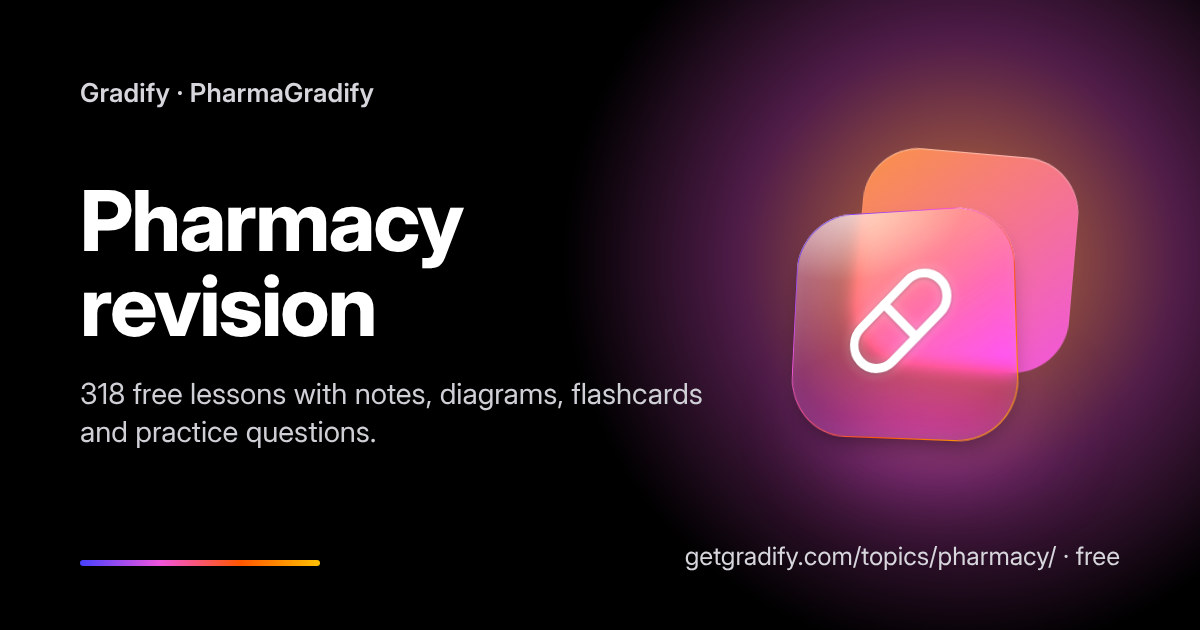 Gradify · PharmaGradify
Pharmacy
revision
318 free lessons with notes, diagrams, flashcards
and practice questions.
getgradify.com/topics/pharmacy/ · free